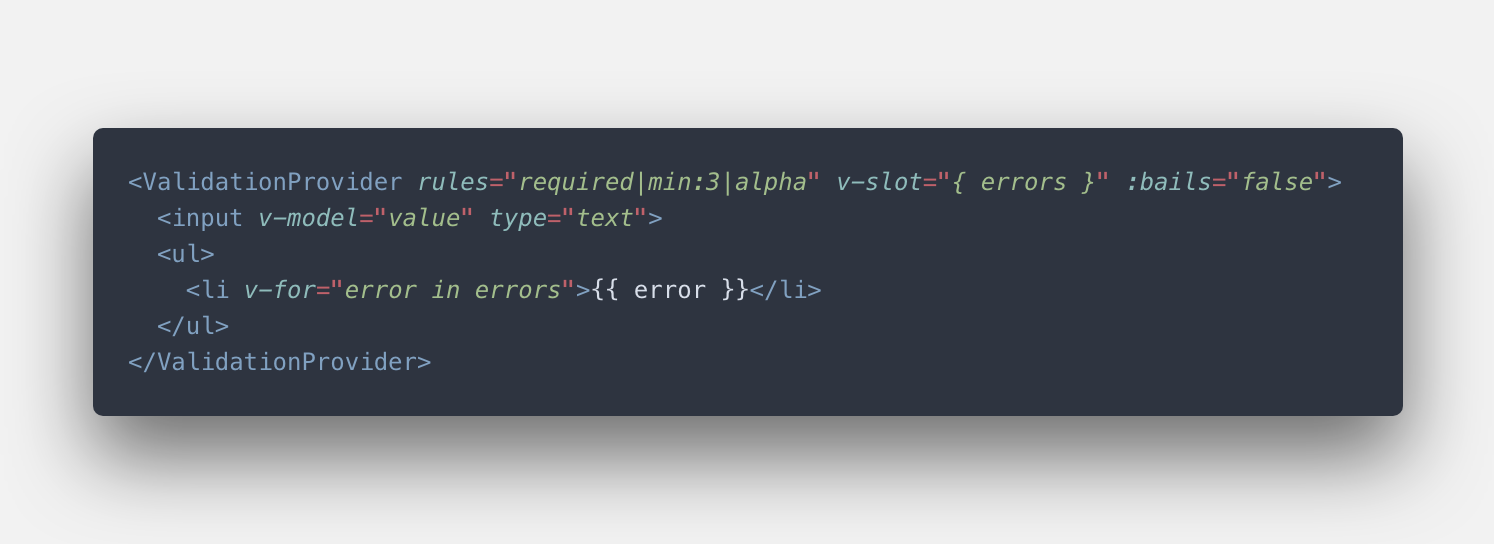 <ValidationProvider rules="required|min:3|alpha" v-slot="{ errors }" :bails="false">
  <input v-model="value" type="text">
  <ul>
    <li v-for="error in errors">{{ error }}</li>
  </ul>
</ValidationProvider>